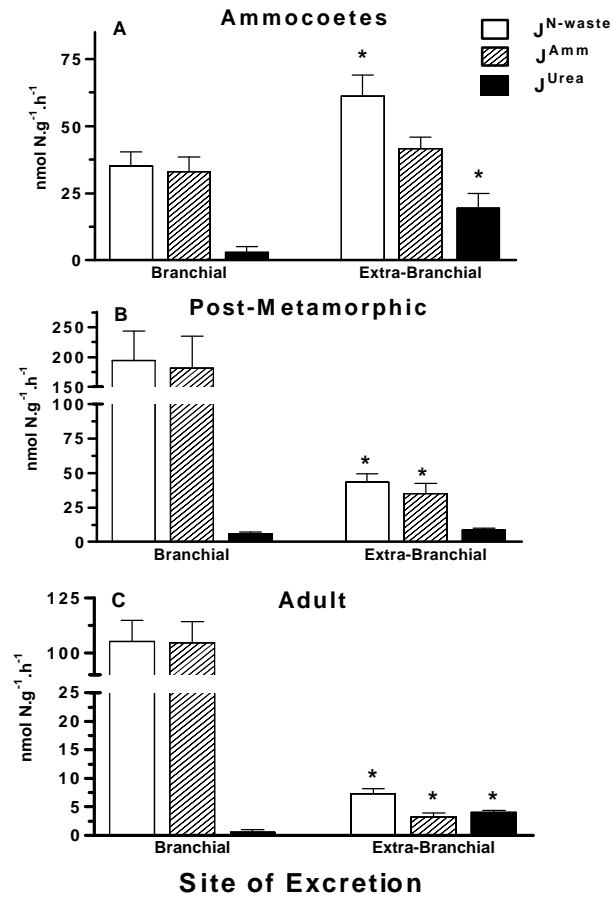 Ammocoetes
A
J^N-waste
J^Amm
J^Urea
*
*
75
50
25
0
nmol N.g^-1.h^-1
Branchial Extra-Branchial
Post-Metamorphic
B
250
200
150
100
75
50
25
0
nmol N.g^-1.h^-1
* *
Branchial Extra-Branchial
C Adult
125
100
25
20
15
10
5
0
nmol N.g^-1.h^-1
* * *
Branchial Extra-Branchial
Site of Excretion